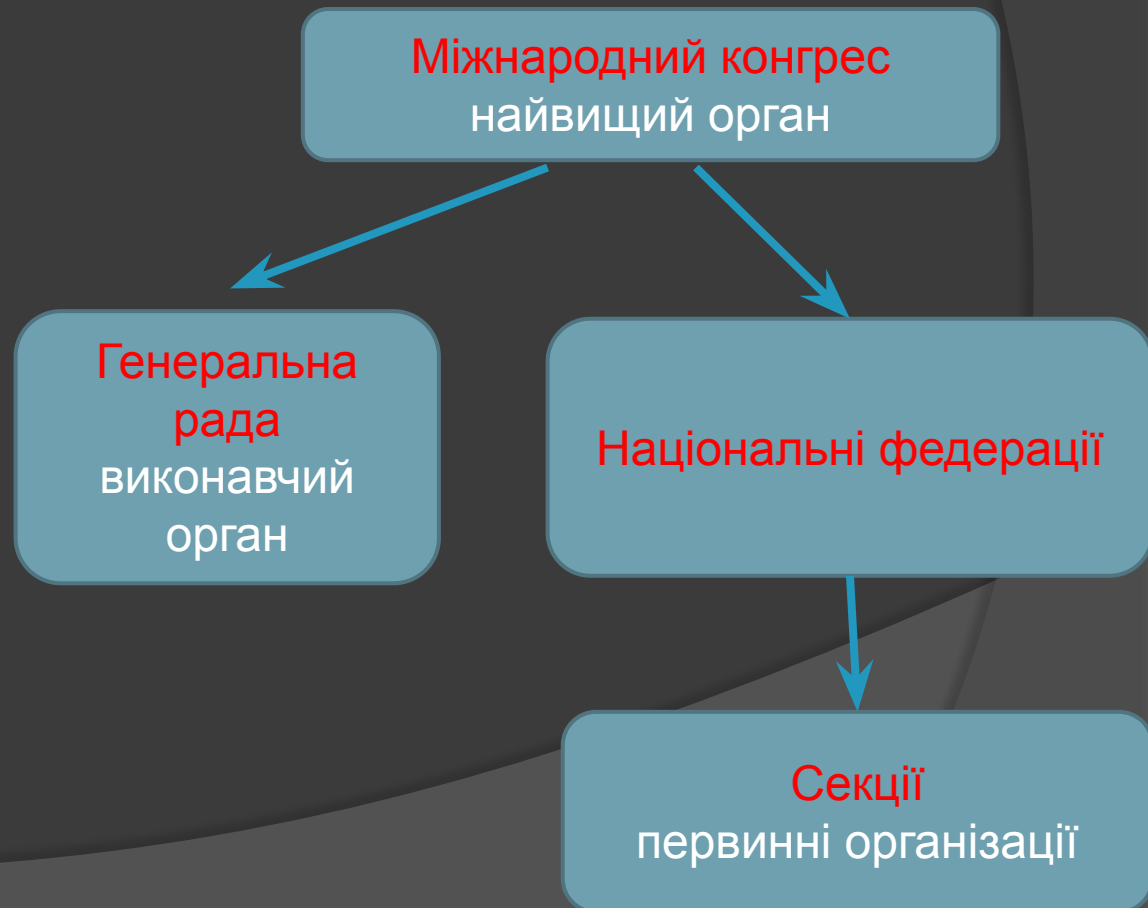 Міжнародний конгрес
найвищий орган
Генеральна
рада
виконавчий
орган
Національні федерації
Секції
первинні організації